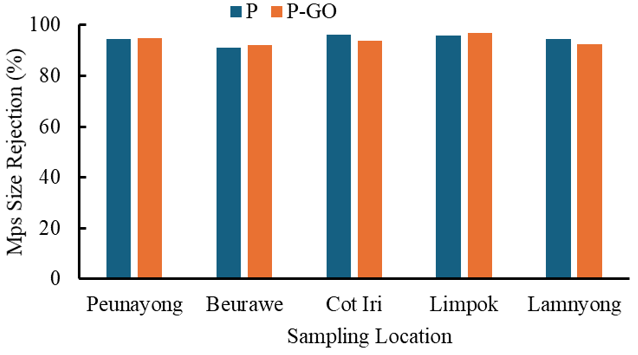 P P-GO
Mps Size Rejection (%)
100
80
60
40
20
0
Peunayong Beurawe Cot Iri Limpok Lamnyong
Sampling Location